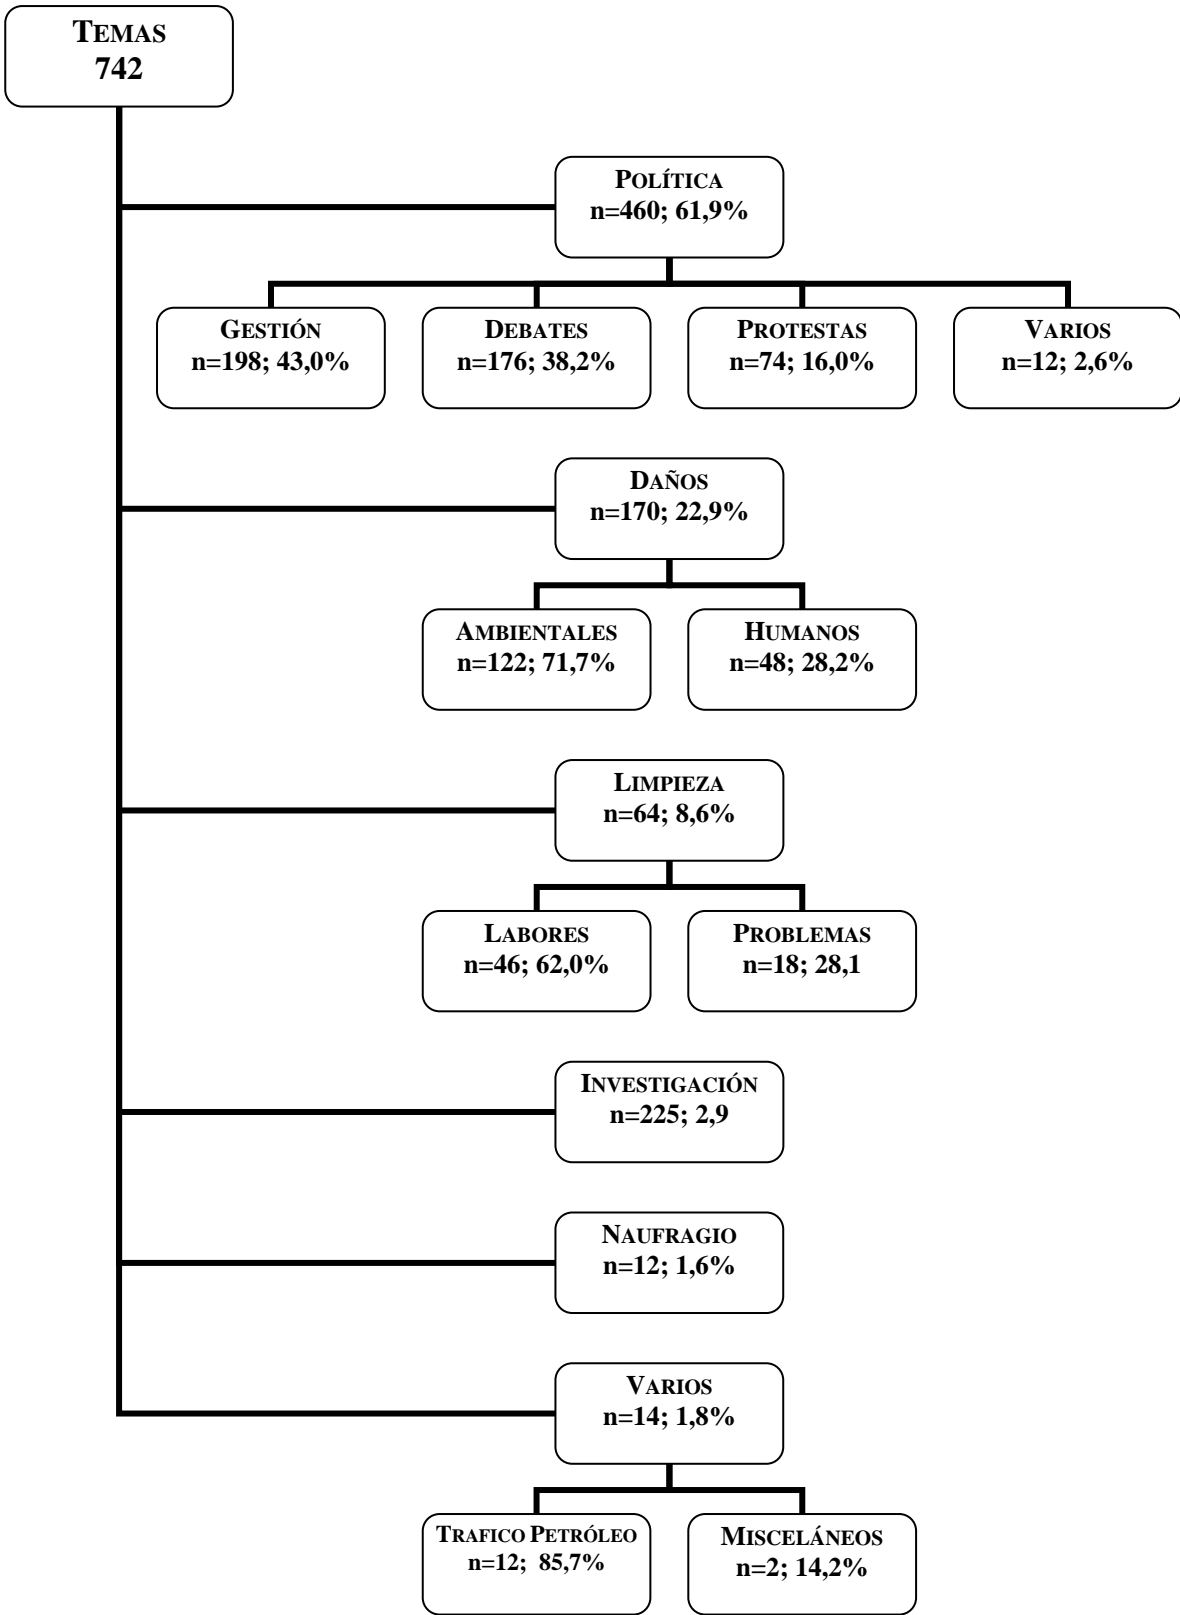 TEMAS
742
POLÍTICA
n=460; 61,9%
GESTIÓN
n=198; 43,0%
DEBATES
n=176; 38,2%
PROTESTAS
n=74; 16,0%
VARIOS
n=12; 2,6%
DAÑOS
n=170; 22,9%
AMBIENTALES
n=122; 71,7%
HUMANOS
n=48; 28,2%
LIMPIEZA
n=64; 8,6%
LABORES
n=46; 62,0%
PROBLEMAS
n=18; 28,1
INVESTIGACIÓN
n=225; 2,9
NAUFRAGIO
n=12; 1,6%
VARIOS
n=14; 1,8%
TRAFICO PETRÓLEO
n=12; 85,7%
MISCELÁNEOS
n=2; 14,2%